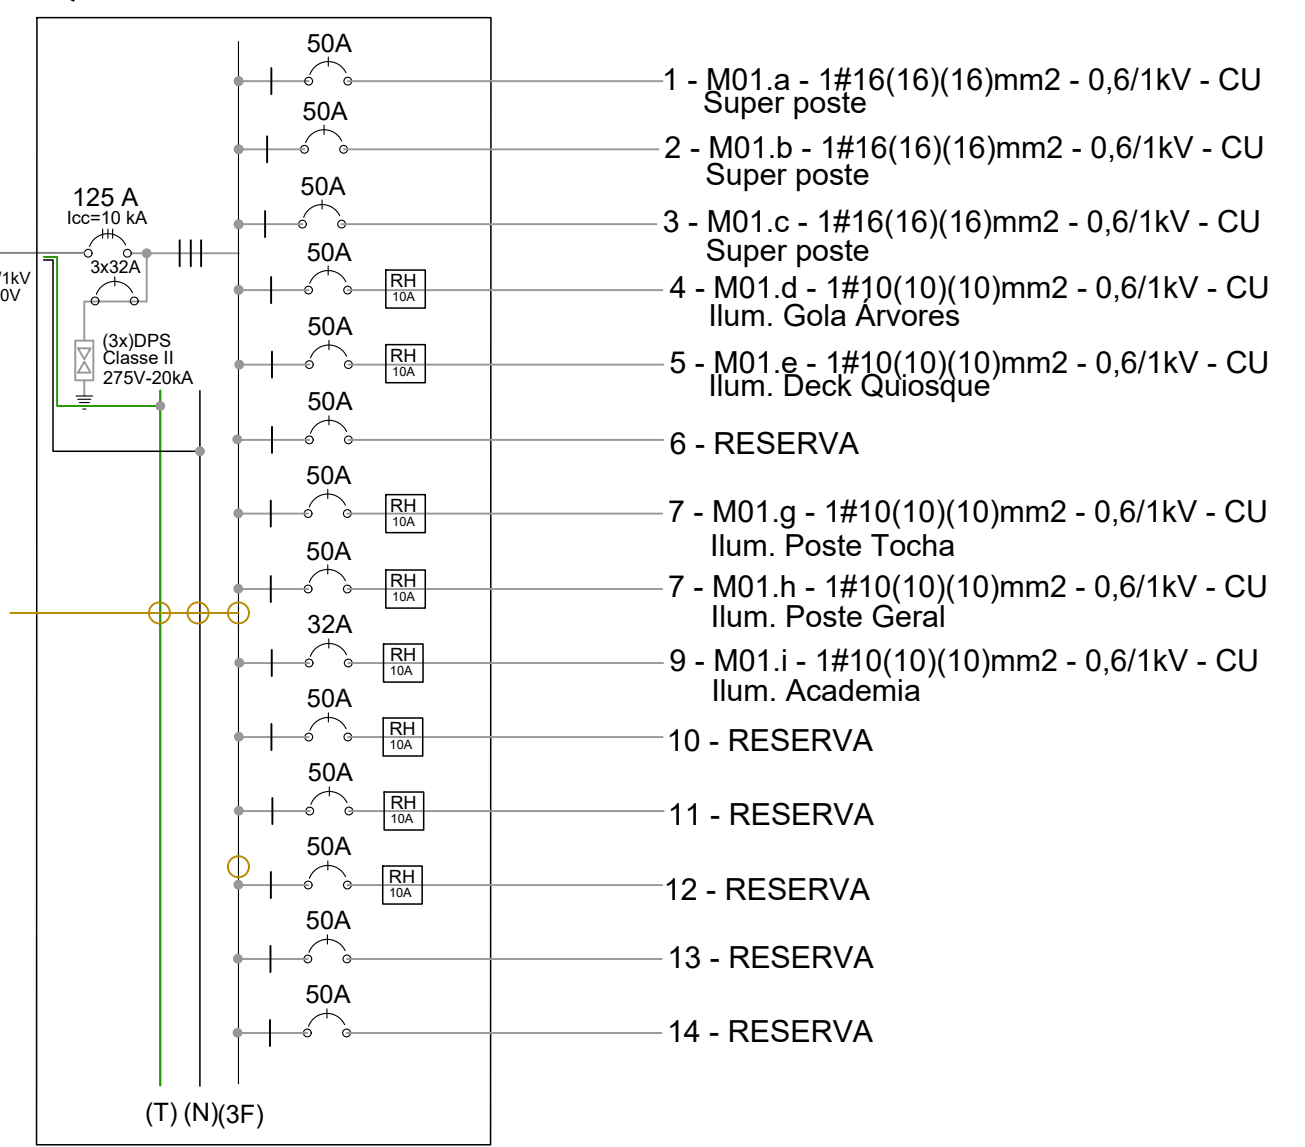 50A
1 - M01.a - 1#16(16)(16)mm2 - 0,6/1kV - CU
Super poste
50A
2 - M01.b - 1#16(16)(16)mm2 - 0,6/1kV - CU
Super poste
125 A
Icc=10 kA
50A
3 - M01.c - 1#16(16)(16)mm2 - 0,6/1kV - CU
Super poste
3x32A
/1kV
0V
50A
RH
10A
4 - M01.d - 1#10(10)(10)mm2 - 0,6/1kV - CU
Ilum. Gola Árvores
(3x)DPS
Classe II
275V-20kA
50A
RH
10A
5 - M01.e - 1#10(10)(10)mm2 - 0,6/1kV - CU
Ilum. Deck Quiosque
50A
6 - RESERVA
50A
RH
10A
7 - M01.g - 1#10(10)(10)mm2 - 0,6/1kV - CU
Ilum. Poste Tocha
50A
RH
10A
7 - M01.h - 1#10(10)(10)mm2 - 0,6/1kV - CU
Ilum. Poste Geral
32A
RH
10A
9 - M01.i - 1#10(10)(10)mm2 - 0,6/1kV - CU
Ilum. Academia
50A
RH
10A
10 - RESERVA
50A
RH
10A
11 - RESERVA
50A
RH
10A
12 - RESERVA
50A
13 - RESERVA
50A
14 - RESERVA
(T) (N)(3F)